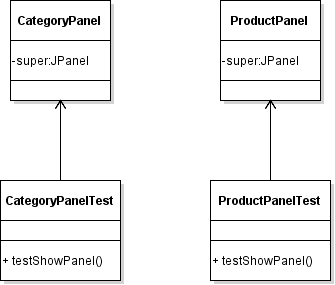 CategoryPanel
-super:JPanel
ProductPanel
-super:JPanel
CategoryPanelTest
+ testShowPanel()
ProductPanelTest
+ testShowPanel()